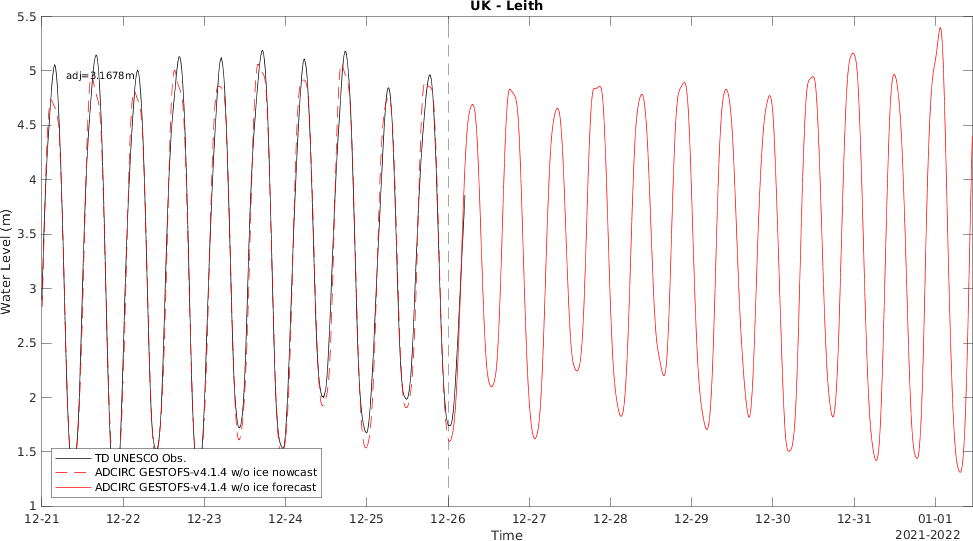 UK - Leith
5.5
5
4.5
4
3.5
3
2.5
2
1.5
1
Water Level (m)
adj=3.1678m
TD UNESCO Obs.
ADCIRC GESTOFS-v4.1.4 w/o ice nowcast
ADCIRC GESTOFS-v4.1.4 w/o ice forecast
12-21 12-22 12-23 12-24 12-25 12-26 12-27 12-28 12-29 12-30 12-31 01-01
Time
2021-2022